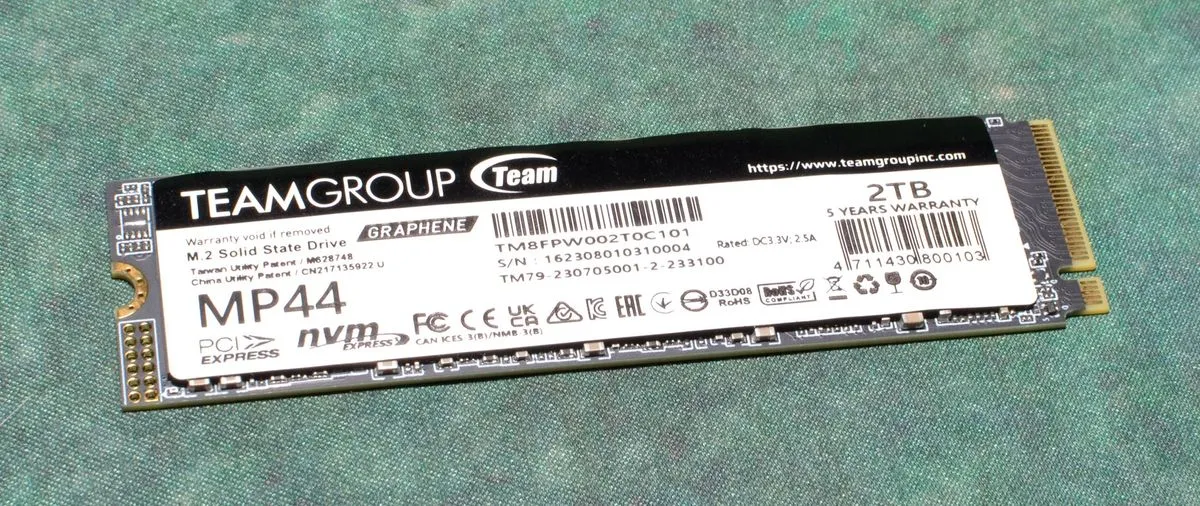 TEAMGROUP Team
https://www.teamgroupinc.com
Warranty void if removed
M.2 Solid State Drive
GRAPHENE
Taiwan Utility Patent / M628748
China Utility Patent / CN217135922 U
MP44
PCI
EXPRESS
nvm
EXPRESS
TM8FPW002T0C101
S/N : 162308010310004
TM79-230705001-2-233100
Rated: DC3.3V; 2.5A
2TB
5 YEARS WARRANTY
4 711430 800103
FC CE UK
CA
EAC
D33D08
RoHS
RoHS
COMPLIANT
10
CAN ICES 3(B)/NMB 3(B)